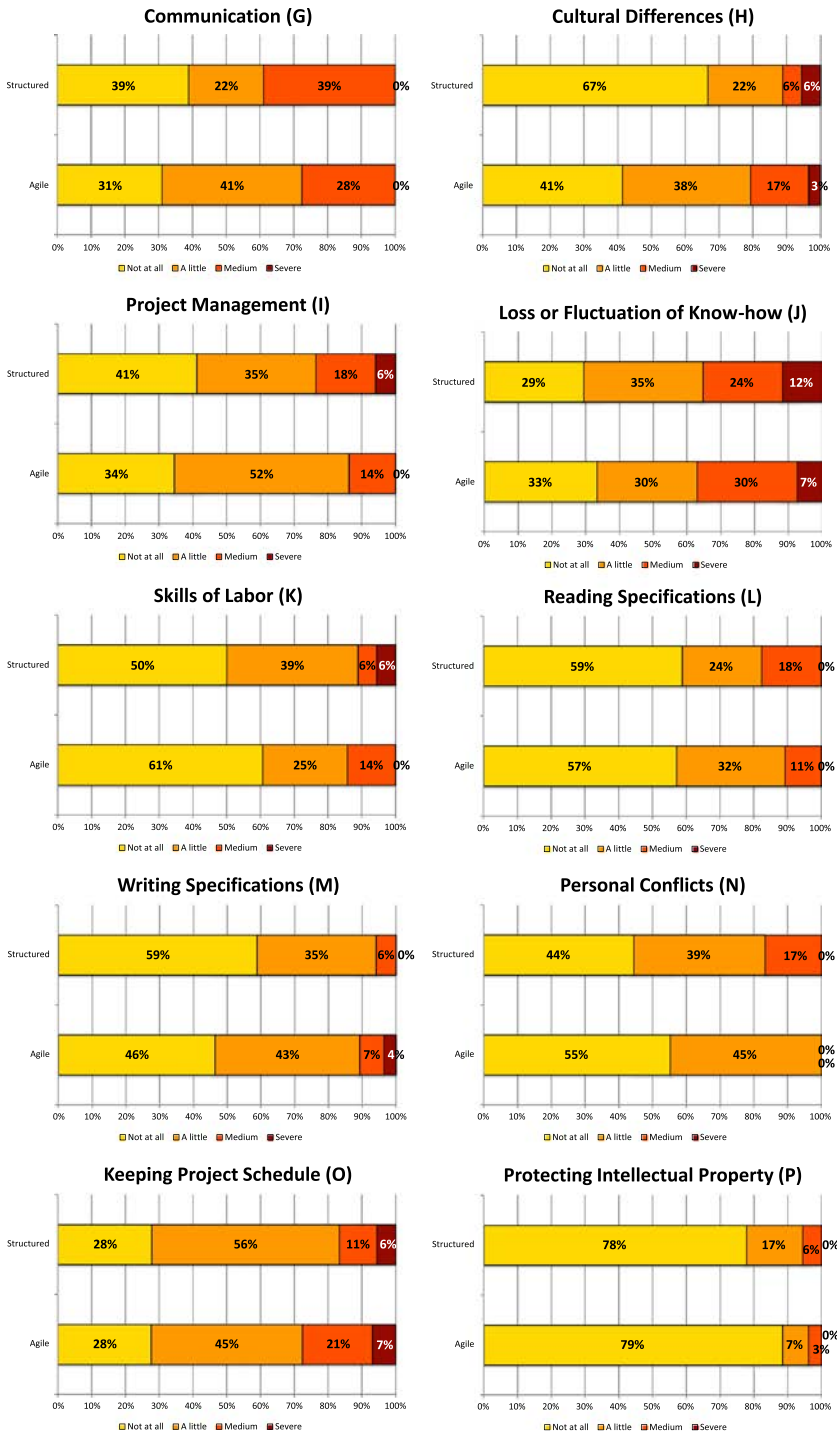 Communication (G)
Structured 39% 22% 39% 0%
Agile 31% 41% 28% 0%
0% 10% 20% 30% 40% 50% 60% 70% 80% 90% 100%
Not at all A little Medium Severe
Cultural Differences (H)
Structured 67% 22% 6% 6%
Agile 41% 38% 17% 3%
0% 10% 20% 30% 40% 50% 60% 70% 80% 90% 100%
Not at all A little Medium Severe
Project Management (I)
Structured 41% 35% 18% 6%
Agile 34% 52% 14% 0%
0% 10% 20% 30% 40% 50% 60% 70% 80% 90% 100%
Not at all A little Medium Severe
Loss or Fluctuation of Know-how (J)
Structured 29% 35% 24% 12%
Agile 33% 30% 30% 7%
0% 10% 20% 30% 40% 50% 60% 70% 80% 90% 100%
Not at all A little Medium Severe
Skills of Labor (K)
Structured 50% 39% 6% 6%
Agile 61% 25% 14% 0%
0% 10% 20% 30% 40% 50% 60% 70% 80% 90% 100%
Not at all A little Medium Severe
Reading Specifications (L)
Structured 59% 24% 18% 0%
Agile 57% 32% 11% 0%
0% 10% 20% 30% 40% 50% 60% 70% 80% 90% 100%
Not at all A little Medium Severe
Writing Specifications (M)
Structured 59% 35% 6% 0%
Agile 46% 43% 7% 4%
0% 10% 20% 30% 40% 50% 60% 70% 80% 90% 100%
Not at all A little Medium Severe
Personal Conflicts (N)
Structured 44% 39% 17% 0%
Agile 55% 45% 0% 0%
0% 10% 20% 30% 40% 50% 60% 70% 80% 90% 100%
Not at all A little Medium Severe
Keeping Project Schedule (O)
Structured 28% 56% 11% 6%
Agile 28% 45% 21% 7%
0% 10% 20% 30% 40% 50% 60% 70% 80% 90% 100%
Not at all A little Medium Severe
Protecting Intellectual Property (P)
Structured 78% 17% 6% 0%
Agile 79% 7% 3% 0%
0% 10% 20% 30% 40% 50% 60% 70% 80% 90% 100%
Not at all A little Medium Severe